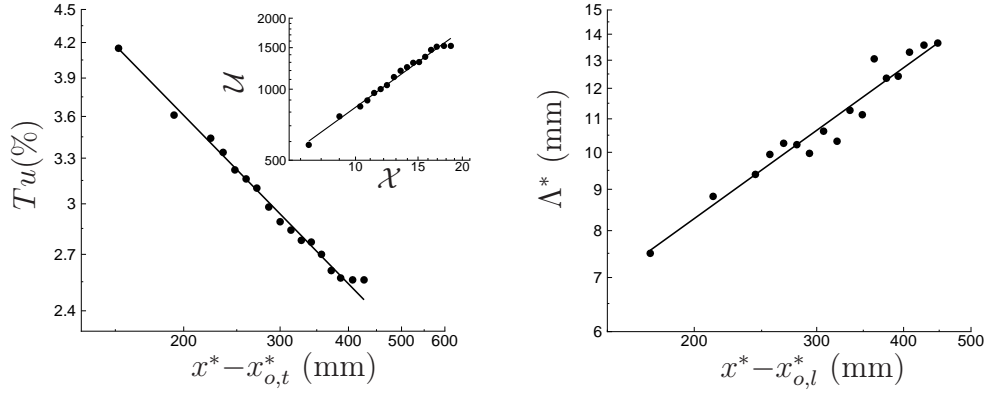 4.5
4.2
3.9
3.6
3.3
3
2.7
2.4
Tu(%)
200 300 400 500 600
x* − x*o,t (mm)
2000
1500
1000
500
𝒰
10 15 20
𝒳
15
14
13
12
11
10
9
8
7
6
Λ* (mm)
200 300 400 500
x* − x*o,l (mm)